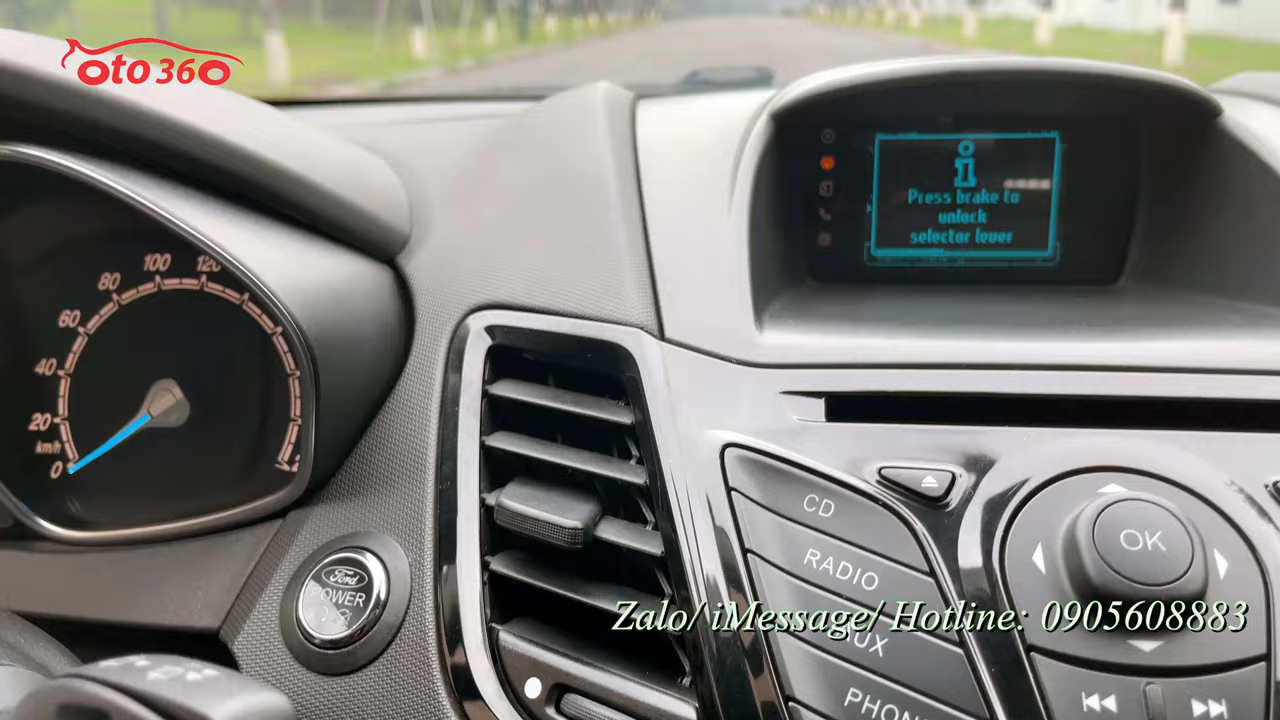 oto360
Press brake to
unlock
selector lever
120
100
80
60
40
20
km/h
0
CD
RADIO
AUX
PHONE
OK
Ford
POWER
Zalo/ iMessage/ Hotline: 0905608883